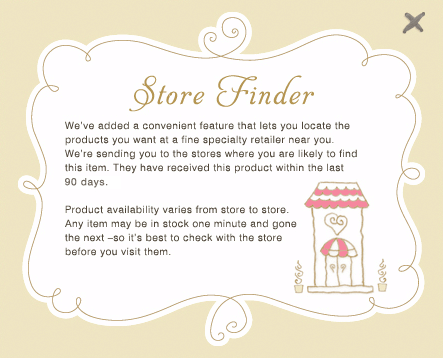 Store Finder
We've added a convenient feature that lets you locate the
products you want at a fine specialty retailer near you.
We're sending you to the stores where you are likely to find
this item. They have received this product within the last
90 days.
Product availability varies from store to store.
Any item may be in stock one minute and gone
the next –so it's best to check with the store
before you visit them.